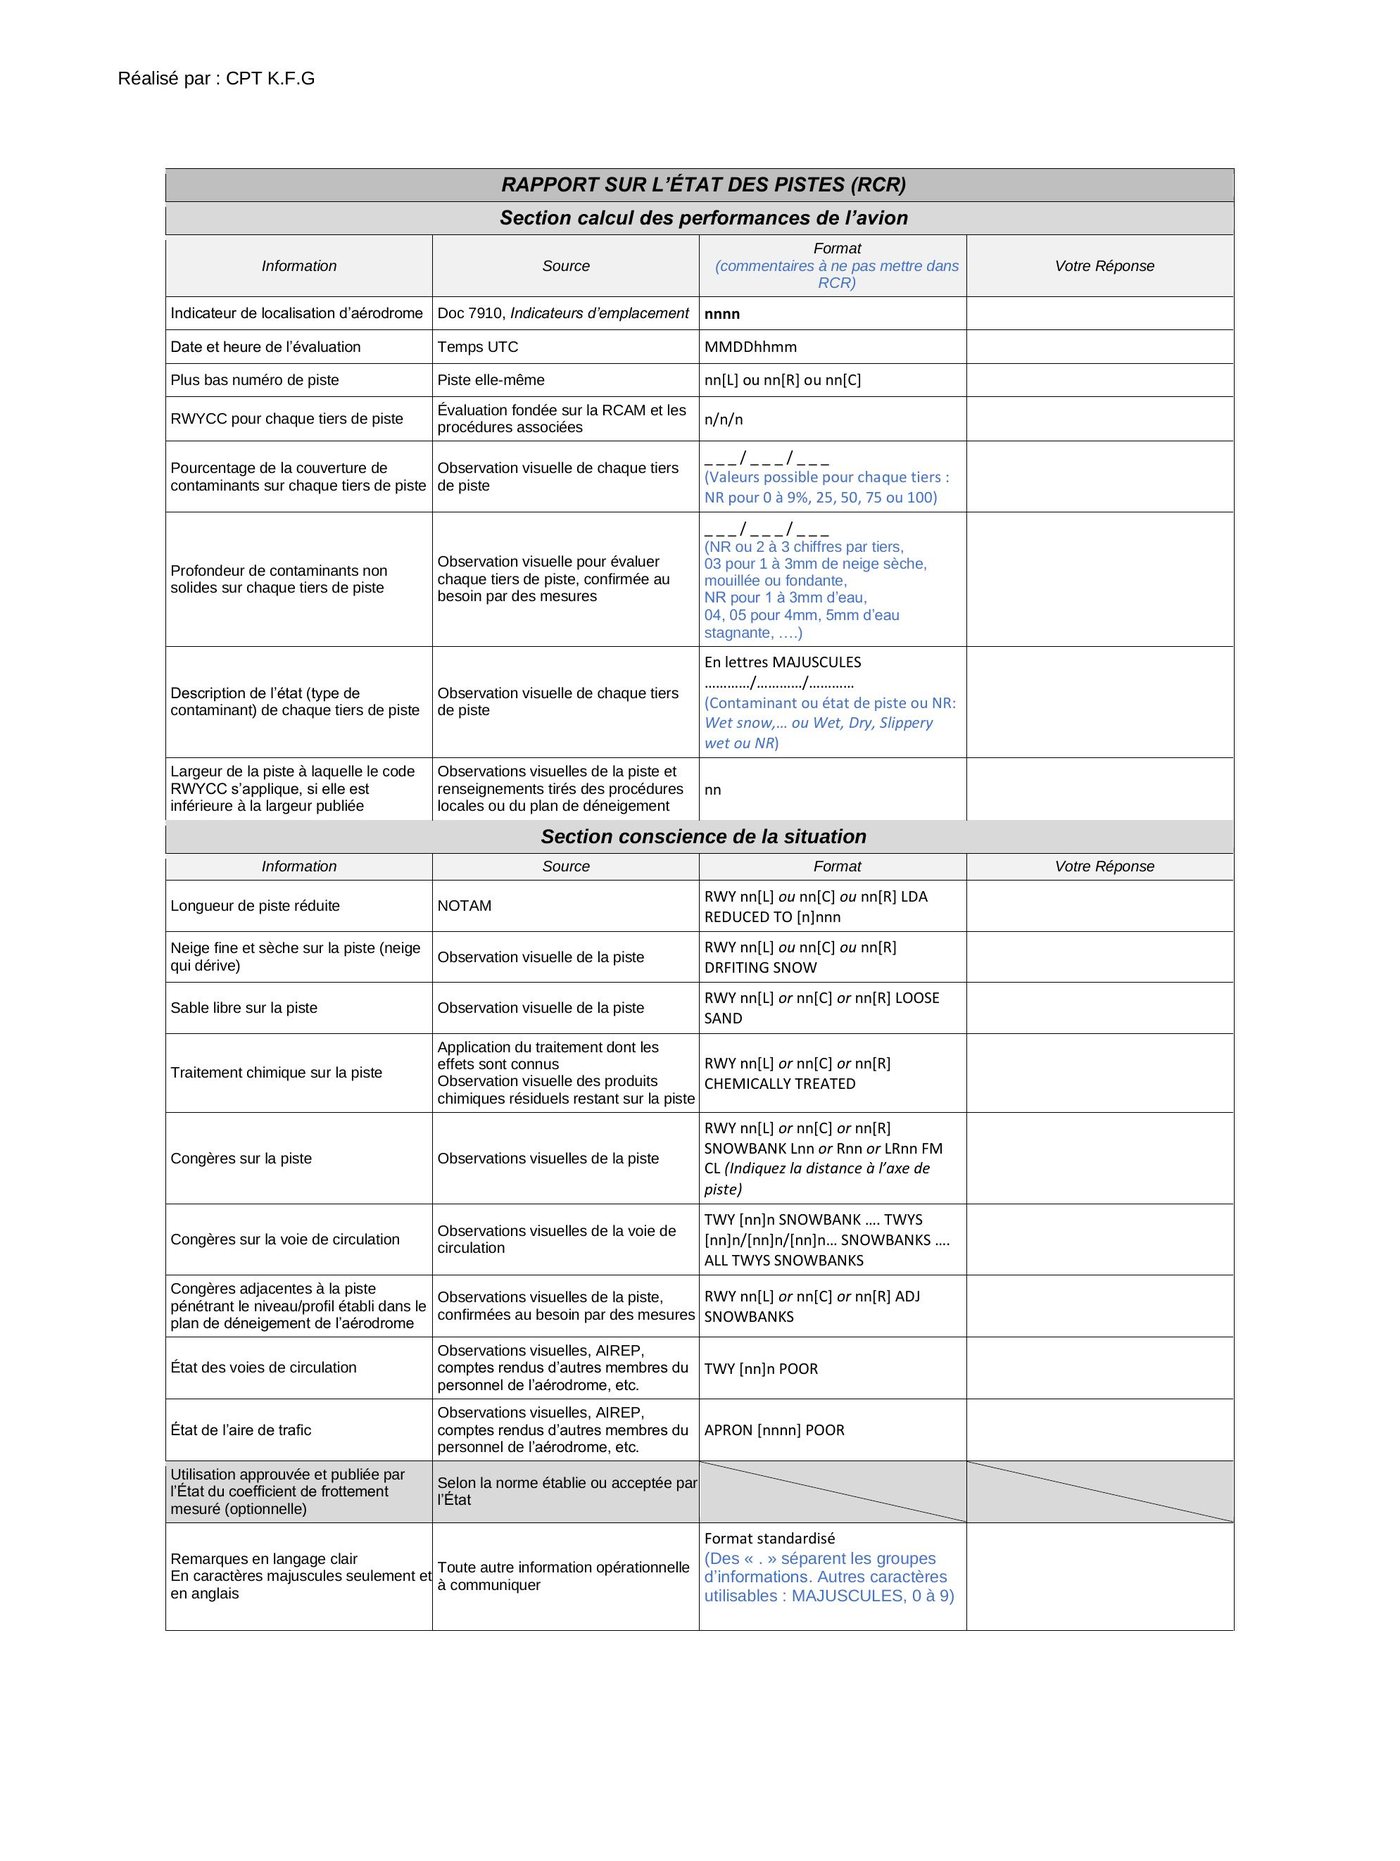 Réalisé par : CPT K.F.G
RAPPORT SUR L’ÉTAT DES PISTES (RCR)
Section calcul des performances de l’avion
Information
Source
Format
(commentaires à ne pas mettre dans
RCR)
Votre Réponse
Indicateur de localisation d’aérodrome
Doc 7910, Indicateurs d’emplacement
nnnn
Date et heure de l’évaluation
Temps UTC
MMDDhhmm
Plus bas numéro de piste
Piste elle-même
nn[L] ou nn[R] ou nn[C]
RWYCC pour chaque tiers de piste
Évaluation fondée sur la RCAM et les
procédures associées
n/n/n
Pourcentage de la couverture de
contaminants sur chaque tiers de piste
Observation visuelle de chaque tiers
de piste
_ _ _ / _ _ _ / _ _ _
(Valeurs possible pour chaque tiers :
NR pour 0 à 9%, 25, 50, 75 ou 100)
Profondeur de contaminants non
solides sur chaque tiers de piste
Observation visuelle pour évaluer
chaque tiers de piste, confirmée au
besoin par des mesures
_ _ _ / _ _ _ / _ _ _
(NR ou 2 à 3 chiffres par tiers,
03 pour 1 à 3mm de neige sèche,
mouillée ou fondante,
NR pour 1 à 3mm d’eau,
04, 05 pour 4mm, 5mm d’eau
stagnante, ….)
Description de l’état (type de
contaminant) de chaque tiers de piste
Observation visuelle de chaque tiers
de piste
En lettres MAJUSCULES
…………/…………/…………
(Contaminant ou état de piste ou NR:
Wet snow,… ou Wet, Dry, Slippery
wet ou NR)
Largeur de la piste à laquelle le code
RWYCC s’applique, si elle est
inférieure à la largeur publiée
Observations visuelles de la piste et
renseignements tirés des procédures
locales ou du plan de déneigement
nn
Section conscience de la situation
Information
Source
Format
Votre Réponse
Longueur de piste réduite
NOTAM
RWY nn[L] ou nn[C] ou nn[R] LDA
REDUCED TO [n]nnn
Neige fine et sèche sur la piste (neige
qui dérive)
Observation visuelle de la piste
RWY nn[L] ou nn[C] ou nn[R]
DRFITING SNOW
Sable libre sur la piste
Observation visuelle de la piste
RWY nn[L] or nn[C] or nn[R] LOOSE
SAND
Traitement chimique sur la piste
Application du traitement dont les
effets sont connus
Observation visuelle des produits
chimiques résiduels restant sur la piste
RWY nn[L] or nn[C] or nn[R]
CHEMICALLY TREATED
Congères sur la piste
Observations visuelles de la piste
RWY nn[L] or nn[C] or nn[R]
SNOWBANK Lnn or Rnn or LRnn FM
CL (Indiquez la distance à l’axe de
piste)
Congères sur la voie de circulation
Observations visuelles de la voie de
circulation
TWY [nn]n SNOWBANK …. TWYS
[nn]n/[nn]n/[nn]n… SNOWBANKS ….
ALL TWYS SNOWBANKS
Congères adjacentes à la piste
pénétrant le niveau/profil établi dans le
plan de déneigement de l’aérodrome
Observations visuelles de la piste,
confirmées au besoin par des mesures
RWY nn[L] or nn[C] or nn[R] ADJ
SNOWBANKS
État des voies de circulation
Observations visuelles, AIREP,
comptes rendus d’autres membres du
personnel de l’aérodrome, etc.
TWY [nn]n POOR
État de l’aire de trafic
Observations visuelles, AIREP,
comptes rendus d’autres membres du
personnel de l’aérodrome, etc.
APRON [nnnn] POOR
Utilisation approuvée et publiée par
l’État du coefficient de frottement
mesuré (optionnelle)
Selon la norme établie ou acceptée par
l’État
Remarques en langage clair
En caractères majuscules seulement et
en anglais
Toute autre information opérationnelle
à communiquer
Format standardisé
(Des « . » séparent les groupes
d’informations. Autres caractères
utilisables : MAJUSCULES, 0 à 9)